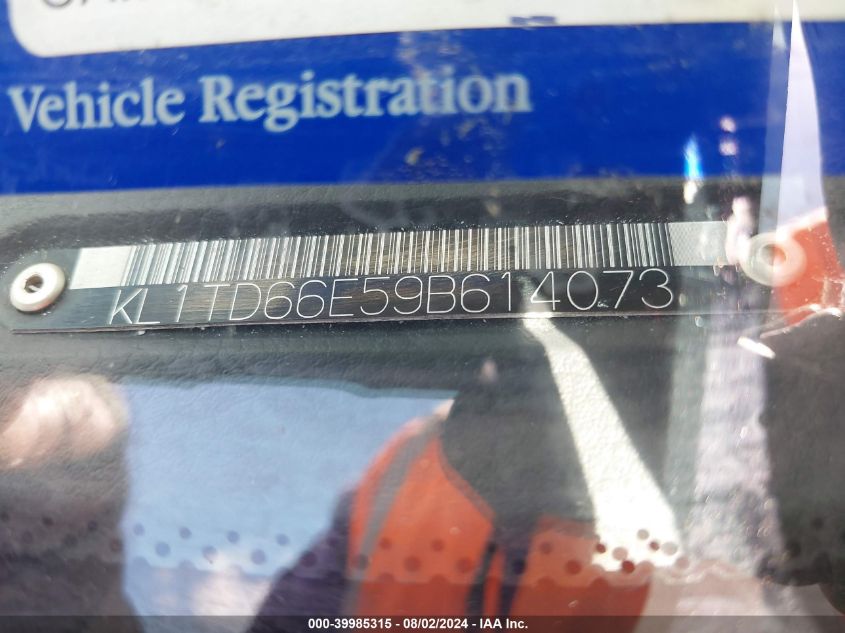 Vehicle Registration
KL1TD66E59B614073
000-39985315 - 08/02/2024 - IAA Inc.